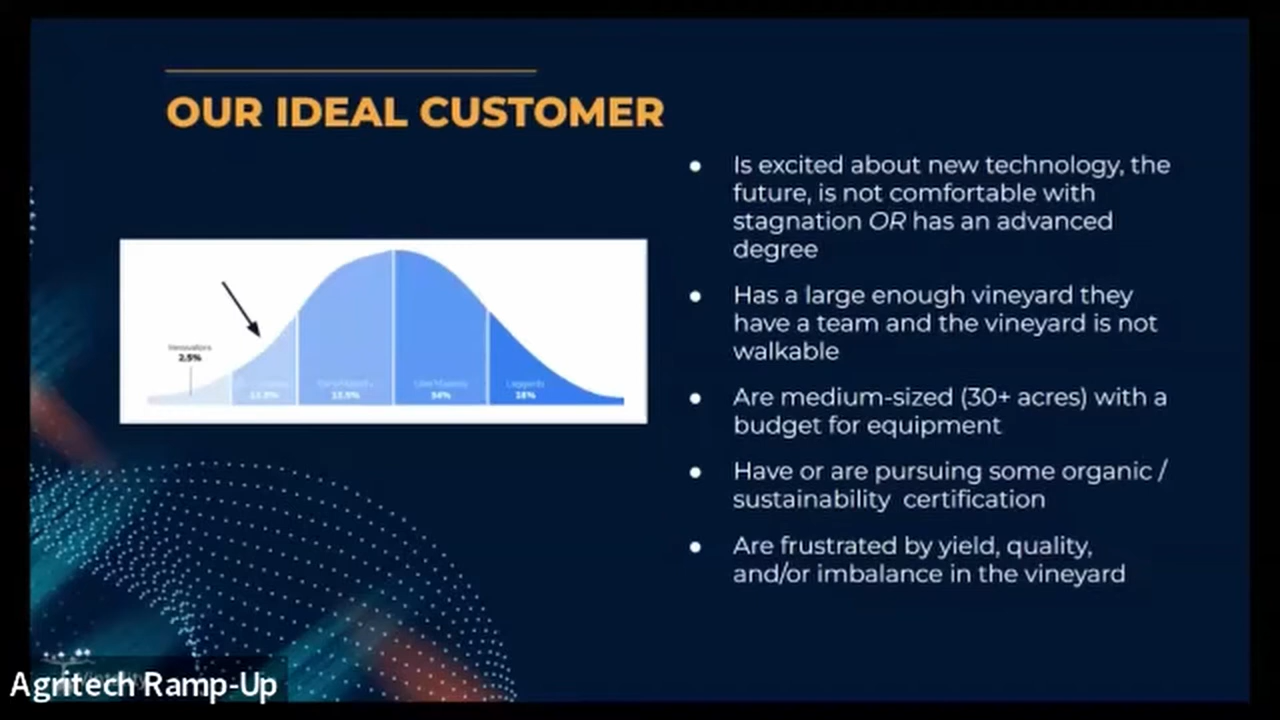 OUR IDEAL CUSTOMER
Innovators
2.5%
13.5%
34%
Laggards
16%
● Is excited about new technology, the
future, is not comfortable with
stagnation OR has an advanced
degree
● Has a large enough vineyard they
have a team and the vineyard is not
walkable
● Are medium-sized (30+ acres) with a
budget for equipment
● Have or are pursuing some organic /
sustainability certification
● Are frustrated by yield, quality,
and/or imbalance in the vineyard
Agritech Ramp-Up